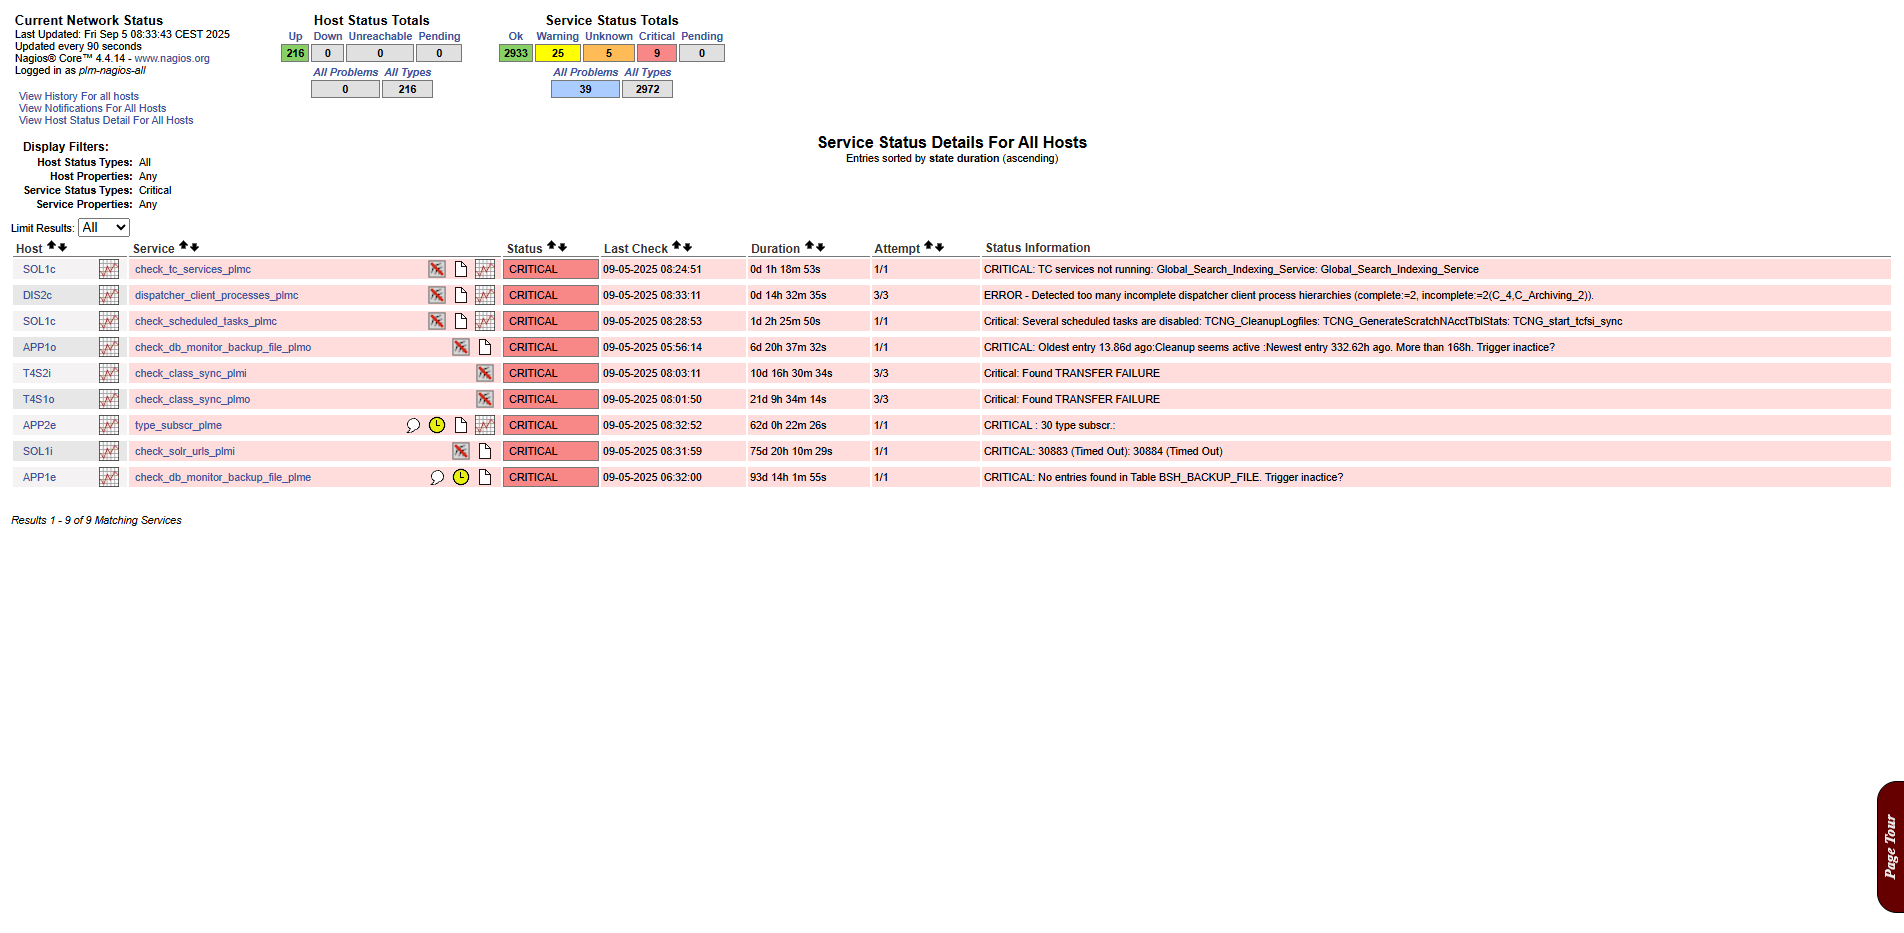 Current Network Status
Last Updated: Fri Sep 5 08:33:43 CEST 2025
Updated every 90 seconds
Nagios® Core™ 4.4.14 - www.nagios.org
Logged in as plm-nagios-all
View History For all hosts
View Notifications For All Hosts
View Host Status Detail For All Hosts
Host Status Totals
Up Down Unreachable Pending
216 0 0 0
All Problems All Types
0 216
Service Status Totals
Ok Warning Unknown Critical Pending
2933 25 5 9 0
All Problems All Types
39 2972
Display Filters:
Host Status Types: All
Host Properties: Any
Service Status Types: Critical
Service Properties: Any
Service Status Details For All Hosts
Entries sorted by state duration (ascending)
Limit Results: All
Host Service Status Last Check Duration Attempt Status Information
SOL1c check_tc_services_plmc CRITICAL 09-05-2025 08:24:51 0d 1h 18m 53s 1/1 CRITICAL: TC services not running: Global_Search_Indexing_Service: Global_Search_Indexing_Service
DIS2c dispatcher_client_processes_plmc CRITICAL 09-05-2025 08:33:11 0d 14h 32m 35s 3/3 ERROR - Detected too many incomplete dispatcher client process hierarchies (complete:=2, incomplete:=2(C_4,C_Archiving_2)).
SOL1c check_scheduled_tasks_plmc CRITICAL 09-05-2025 08:28:53 1d 2h 25m 50s 1/1 Critical: Several scheduled tasks are disabled: TCNG_CleanupLogfiles: TCNG_GenerateScratchNAcctTblStats: TCNG_start_tcfsi_sync
APP1o check_db_monitor_backup_file_plmo CRITICAL 09-05-2025 05:56:14 6d 20h 37m 32s 1/1 CRITICAL: Oldest entry 13.86d ago:Cleanup seems active :Newest entry 332.62h ago. More than 168h. Trigger inactice?
T4S2i check_class_sync_plmi CRITICAL 09-05-2025 08:03:11 10d 16h 30m 34s 3/3 Critical: Found TRANSFER FAILURE
T4S1o check_class_sync_plmo CRITICAL 09-05-2025 08:01:50 21d 9h 34m 14s 3/3 Critical: Found TRANSFER FAILURE
APP2e type_subscr_plme CRITICAL 09-05-2025 08:32:52 62d 0h 22m 26s 1/1 CRITICAL : 30 type subscr.:
SOL1i check_solr_urls_plmi CRITICAL 09-05-2025 08:31:59 75d 20h 10m 29s 1/1 CRITICAL: 30883 (Timed Out): 30884 (Timed Out)
APP1e check_db_monitor_backup_file_plme CRITICAL 09-05-2025 06:32:00 93d 14h 1m 55s 1/1 CRITICAL: No entries found in Table BSH_BACKUP_FILE. Trigger inactice?
Results 1 - 9 of 9 Matching Services
Page Tour